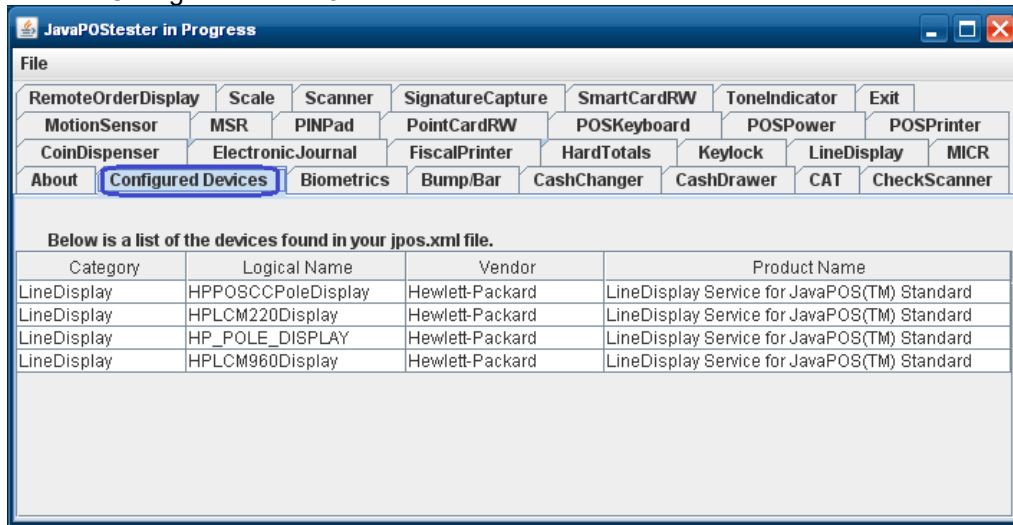 JavaPOStester in Progress
File
RemoteOrderDisplay Scale Scanner SignatureCapture SmartCardRW ToneIndicator Exit
MotionSensor MSR PINPad PointCardRW POSKeyboard POSPower POSPrinter
CoinDispenser ElectronicJournal FiscalPrinter HardTotals Keylock LineDisplay MICR
About Configured Devices Biometrics Bump/Bar CashChanger CashDrawer CAT CheckScanner
Below is a list of the devices found in your jpos.xml file.
Category Logical Name Vendor Product Name
LineDisplay HPPOSCCPoleDisplay Hewlett-Packard LineDisplay Service for JavaPOS(TM) Standard
LineDisplay HPLCM220Display Hewlett-Packard LineDisplay Service for JavaPOS(TM) Standard
LineDisplay HP_POLE_DISPLAY Hewlett-Packard LineDisplay Service for JavaPOS(TM) Standard
LineDisplay HPLCM960Display Hewlett-Packard LineDisplay Service for JavaPOS(TM) Standard